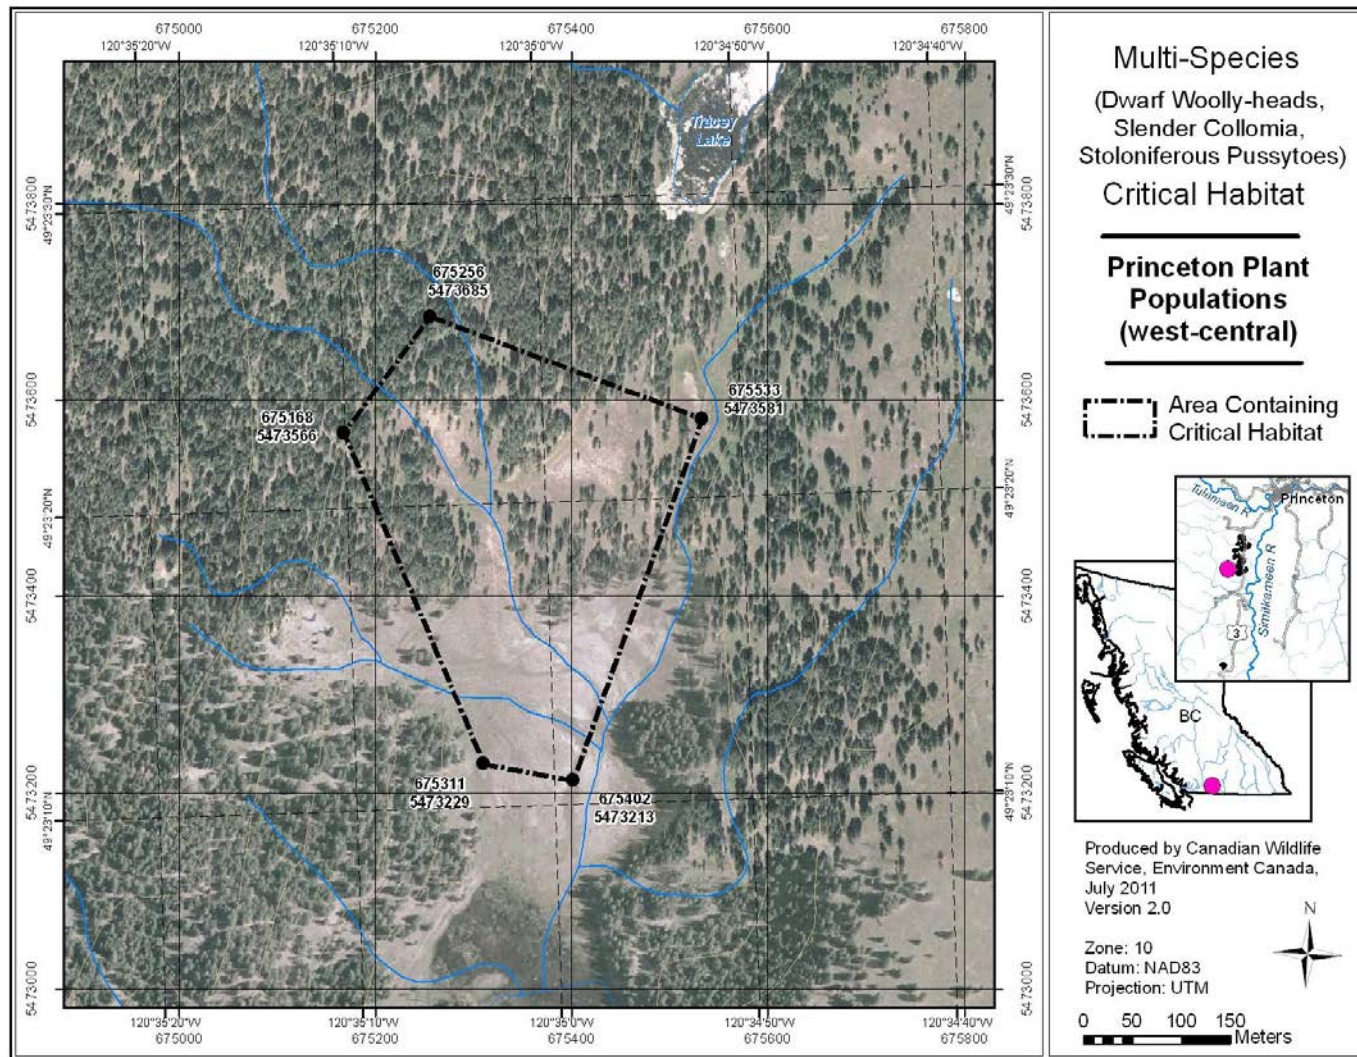 675000 675200 675400 675600 675800
120°35'20"W 120°35'10"W 120°35'0"W 120°34'50"W 120°34'40"W
Tracey
Lake
5473800
49°23'30"N
49°23'30"N
5473800
675256
5473685
675533
5473581
675168
5473566
5473600
5473600
49°23'20"N
49°23'20"N
5473400
5473400
675311
5473229
675402
5473213
5473200
49°23'10"N
49°23'10"N
5473200
5473000
5473000
120°35'20"W 120°35'10"W 120°35'0"W 120°34'50"W 120°34'40"W
675000 675200 675400 675600 675800
Multi-Species
(Dwarf Woolly-heads,
Slender Collomia,
Stoloniferous Pussytoes)
Critical Habitat
Princeton Plant
Populations
(west-central)
Area Containing
Critical Habitat
Tulameen R
Princeton
Similkameen R
3
BC
Produced by Canadian Wildlife
Service, Environment Canada,
July 2011
Version 2.0
N
Zone: 10
Datum: NAD83
Projection: UTM
0 50 100 150
Meters